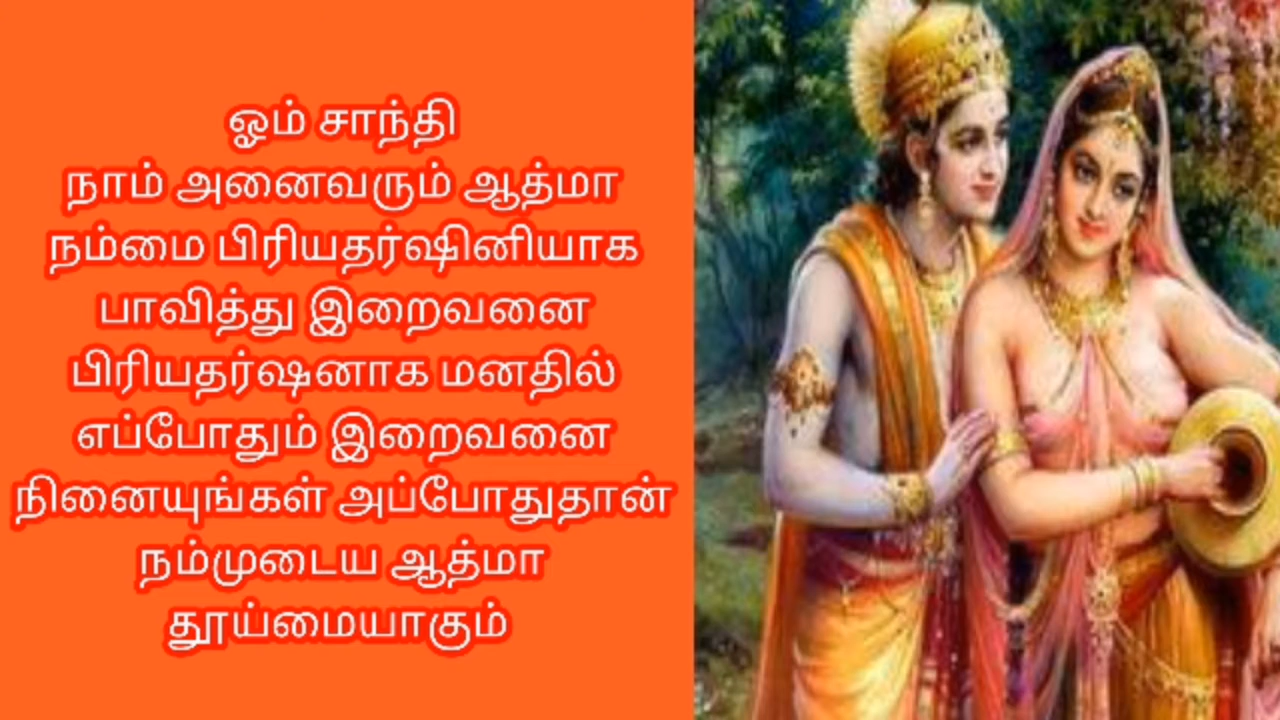 ஓம் சாந்தி
நாம் அனைவரும் ஆத்மா
நம்மை பிரியதர்ஷினியாக
பாவித்து இறைவனை
பிரியதர்ஷனாக மனதில்
எப்போதும் இறைவனை
நினையுங்கள் அப்போதுதான்
நம்முடைய ஆத்மா
தூய்மையாகும்